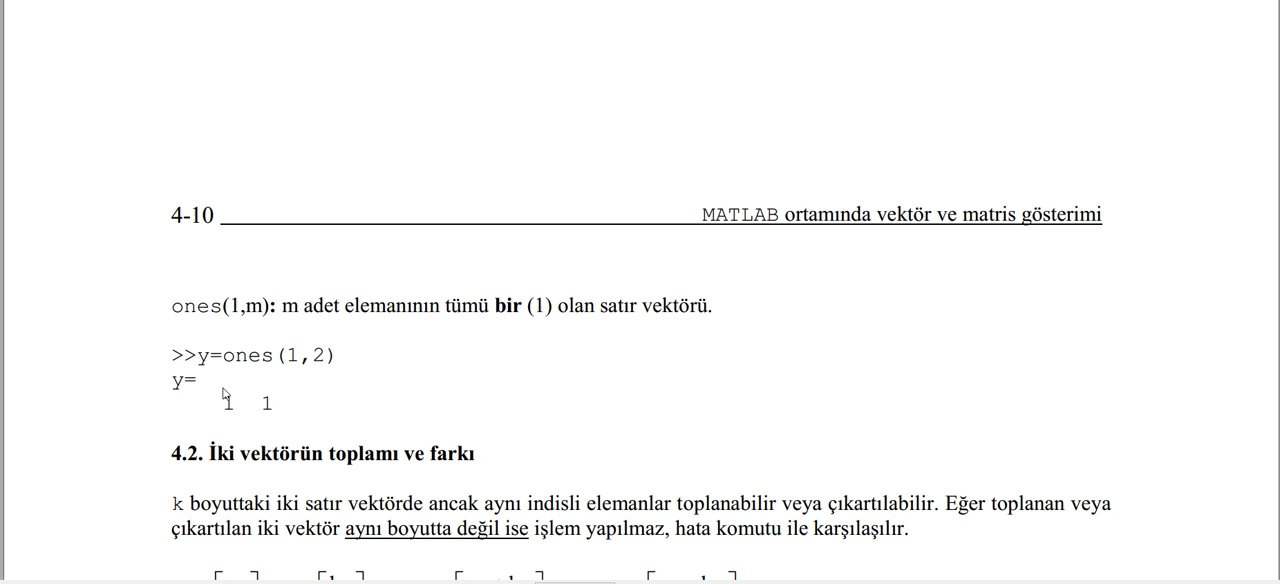 4-10 MATLAB ortamında vektör ve matris gösterimi
ones(1,m): m adet elemanının tümü bir (1) olan satır vektörü.
>>y=ones(1,2)
y=
1 1
4.2. İki vektörün toplamı ve farkı
k boyuttaki iki satır vektörde ancak aynı indisli elemanlar toplanabilir veya çıkartılabilir. Eğer toplanan veya
çıkartılan iki vektör aynı boyutta değil ise işlem yapılmaz, hata komutu ile karşılaşılır.